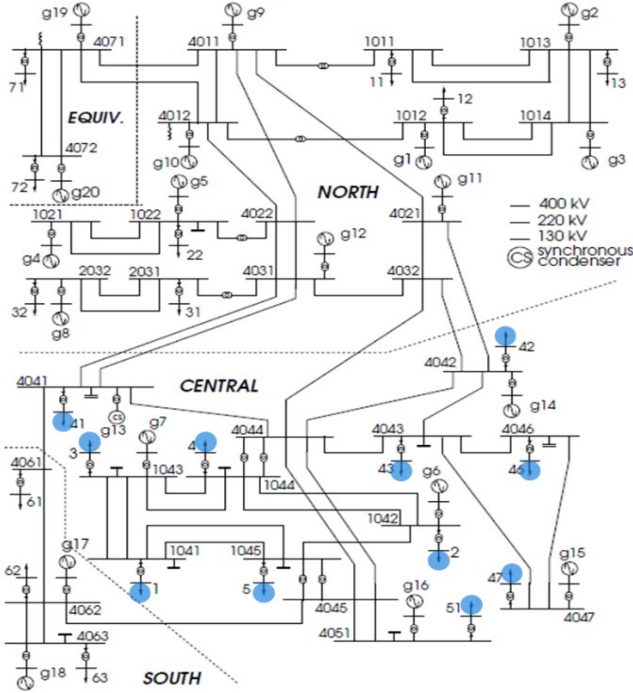 g19
g9
g2
4071
4011
1011
1013
71
11
13
EQUIV.
4012
12
1012
1014
g10
g1
g3
4072
72
g20
g5
NORTH
g11
400 kV
220 kV
130 kV
CS synchronous
condenser
1021
1022
4022
4021
g4
22
g12
2032
2031
4031
4032
32
g8
31
42
4042
CENTRAL
4041
g14
41
g13
CS
g7
4044
4043
4046
3
4
43
46
4061
1043
1044
g6
61
1042
g17
1041
1045
2
62
g15
1
5
g16
47
51
4062
4045
4047
4063
4051
g18
63
SOUTH